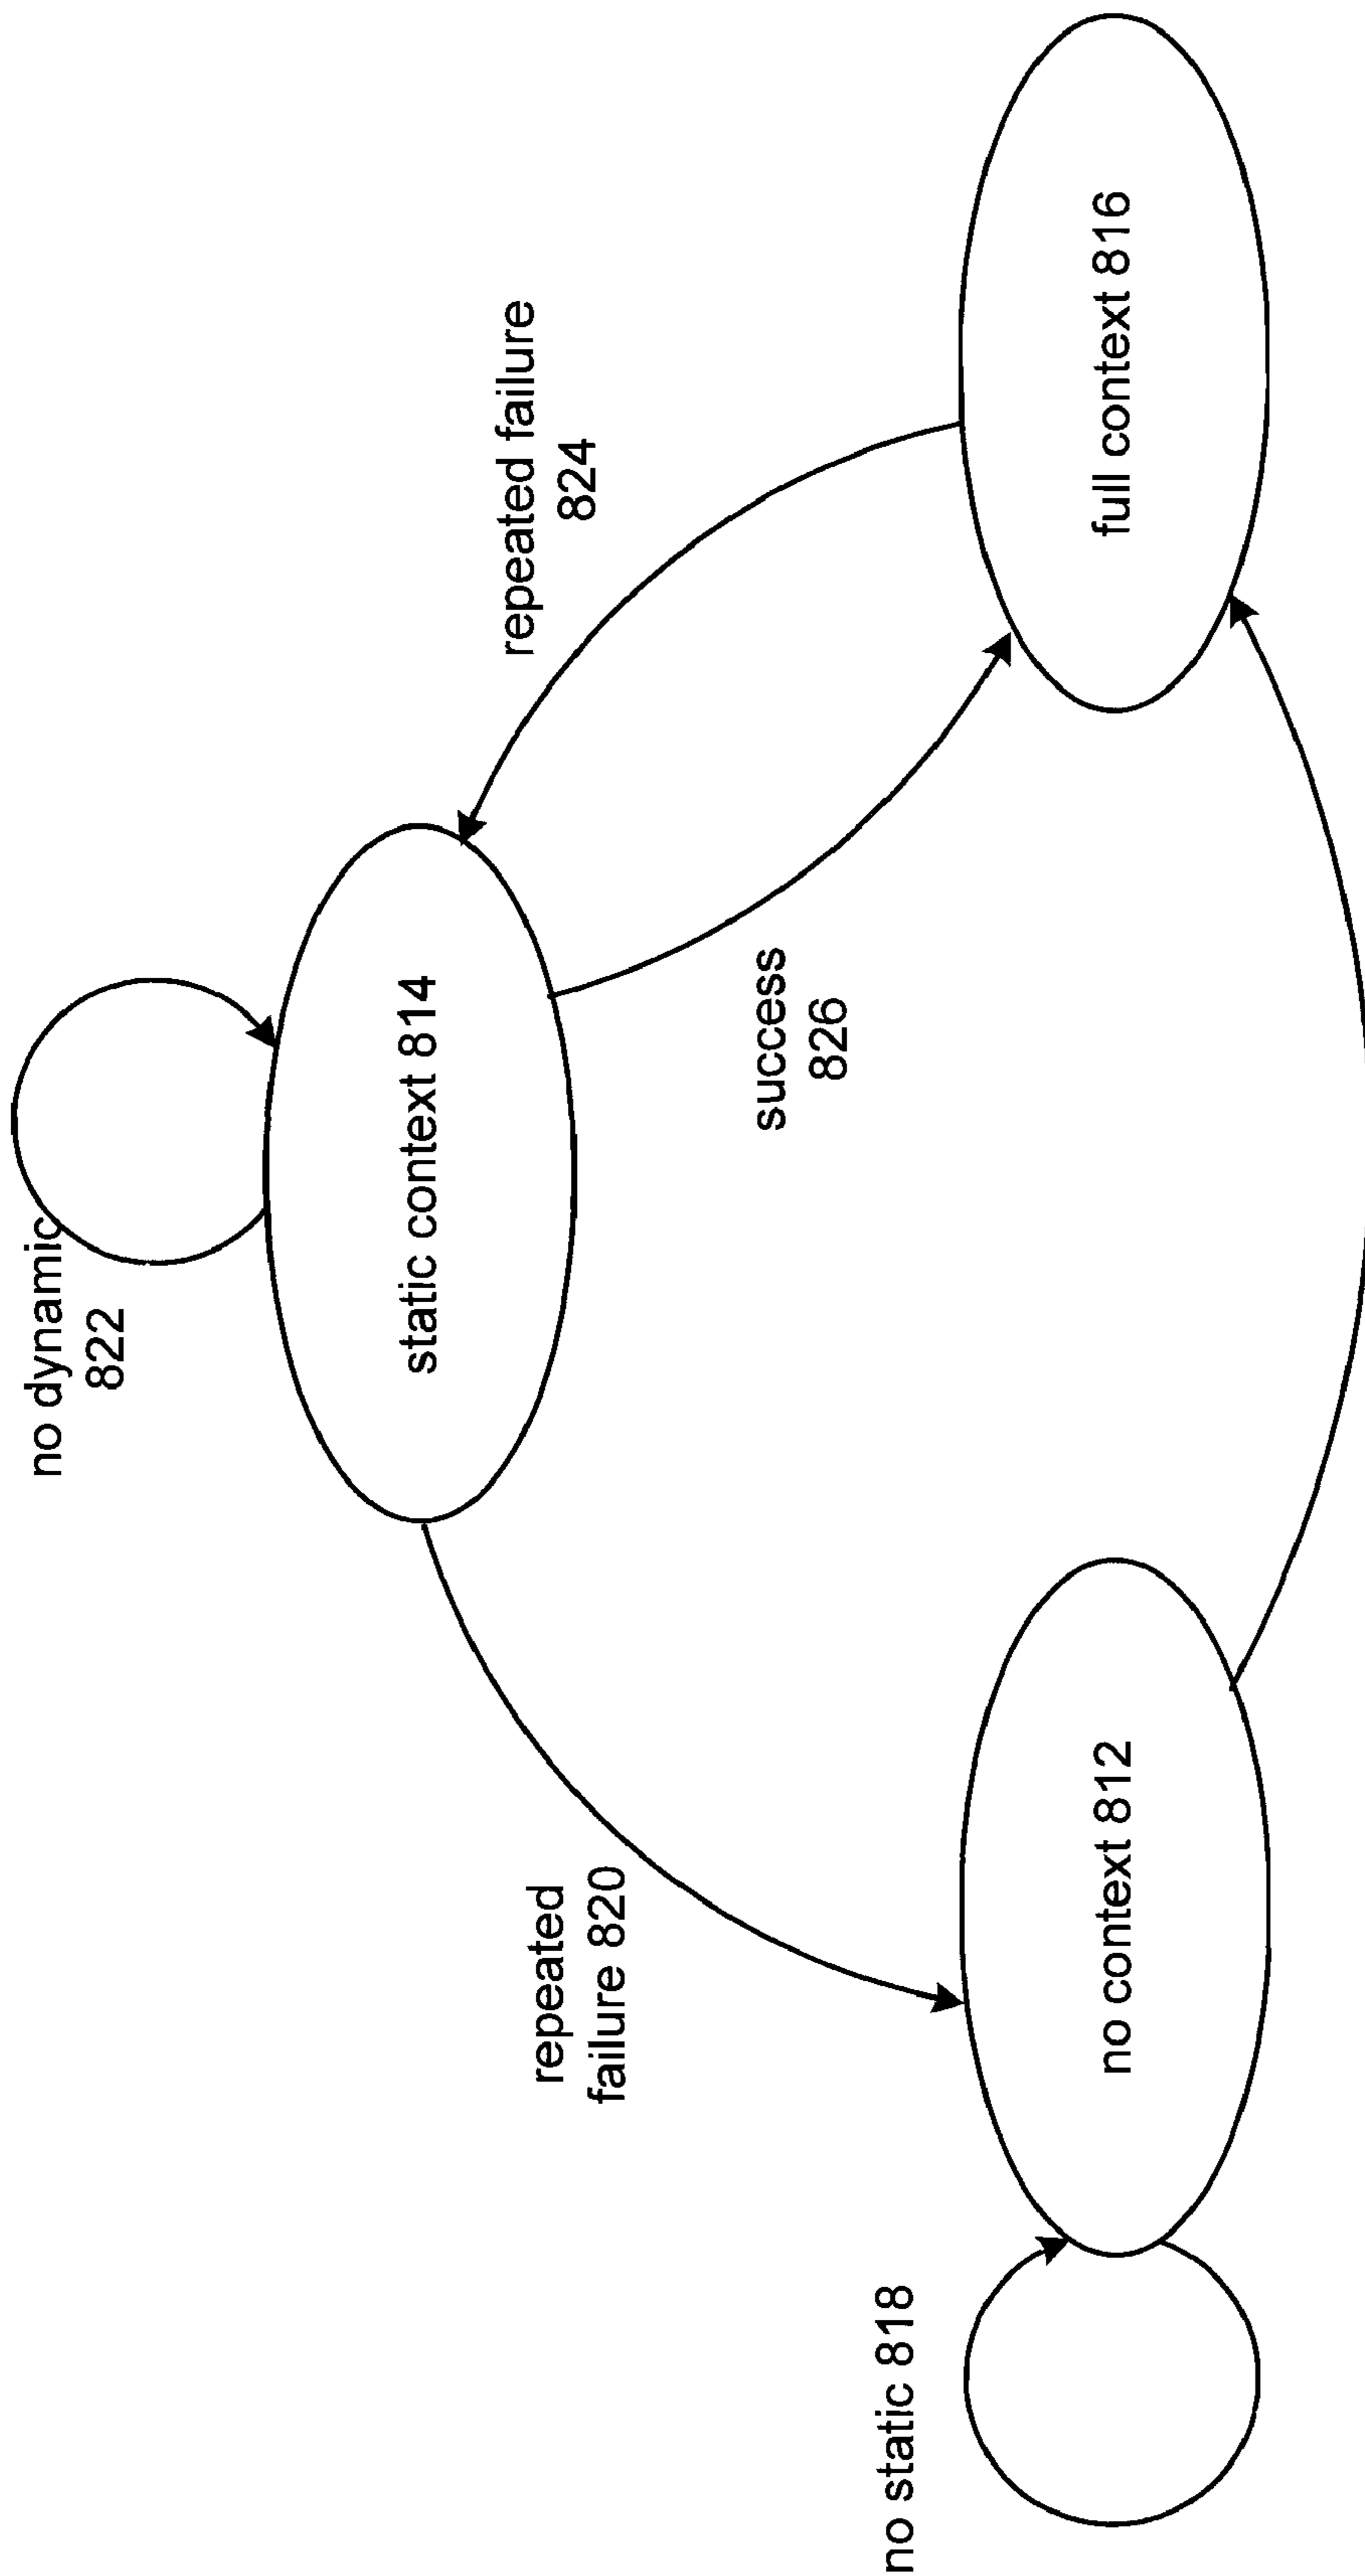 no dynamic
822
static context 814
repeated failure
824
repeated
failure 820
success
826
no static 818
no context 812
full context 816